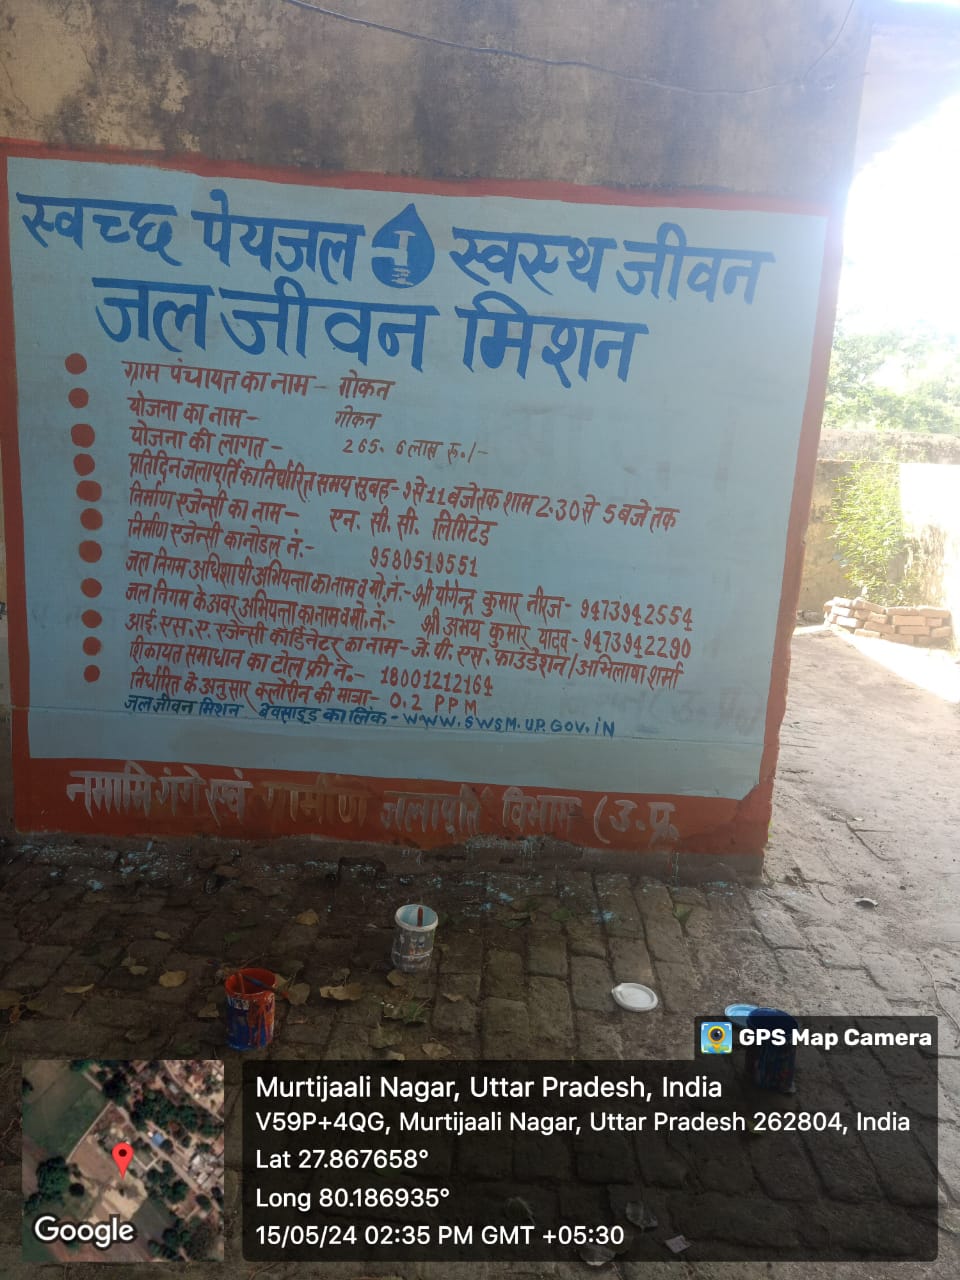 स्वच्छ पेयजल स्वस्थ जीवन
जल जीवन मिशन
ग्राम पंचायत का नाम - गोकन
योजना का नाम - गोकन
योजना की लागत - 265. 6 लाख रु./-
प्रतिदिन जलापूर्ति का निर्धारित समय सुबह - 9 से 11 बजे तक शाम 2:30 से 5 बजे तक
निर्माण एजेन्सी का नाम - एन. सी. सी. लिमिटेड
निर्माण एजेन्सी का नोडल नं.- 9580519551
जल निगम अधिशाषी अभियन्ता का नाम व मो. नं.- श्री योगेन्द्र कुमार नीरज - 9473942554
जल निगम के अवर अभियन्ता का नाम व मो. नं.- श्री अभय कुमार यादव - 9473942290
आई. एस. ए. एजेन्सी कोर्डिनेटर का नाम - जे. पी. एस. फाउंडेशन / अभिलाषा शर्मा
शिकायत समाधान का टोल फ्री नं.- 18001212164
निर्धामित के अनुसार क्लोरीन की मात्रा - 0.2 PPM
जल जीवन मिशन वेवसाइड का लिंक - WWW.SWSM.UP.GOV.iN
नमामि गंगे एवं ग्रामीण जलापूर्ति विभाग (उ.प्र.
GPS Map Camera
Murtijaali Nagar, Uttar Pradesh, India
V59P+4QG, Murtijaali Nagar, Uttar Pradesh 262804, India
Lat 27.867658°
Long 80.186935°
15/05/24 02:35 PM GMT +05:30
Google